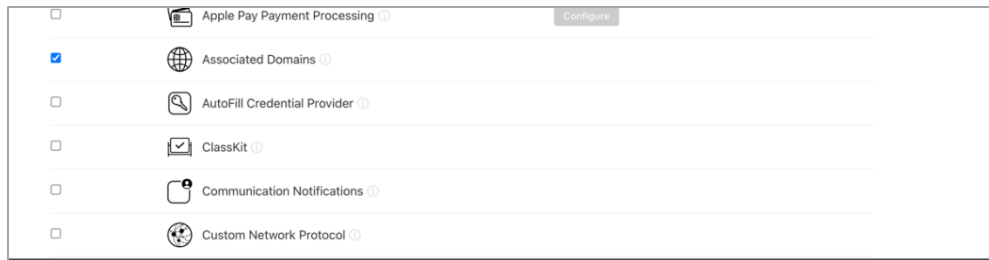 Apple Pay Payment Processing
Configure
Associated Domains
AutoFill Credential Provider
ClassKit
Communication Notifications
Custom Network Protocol